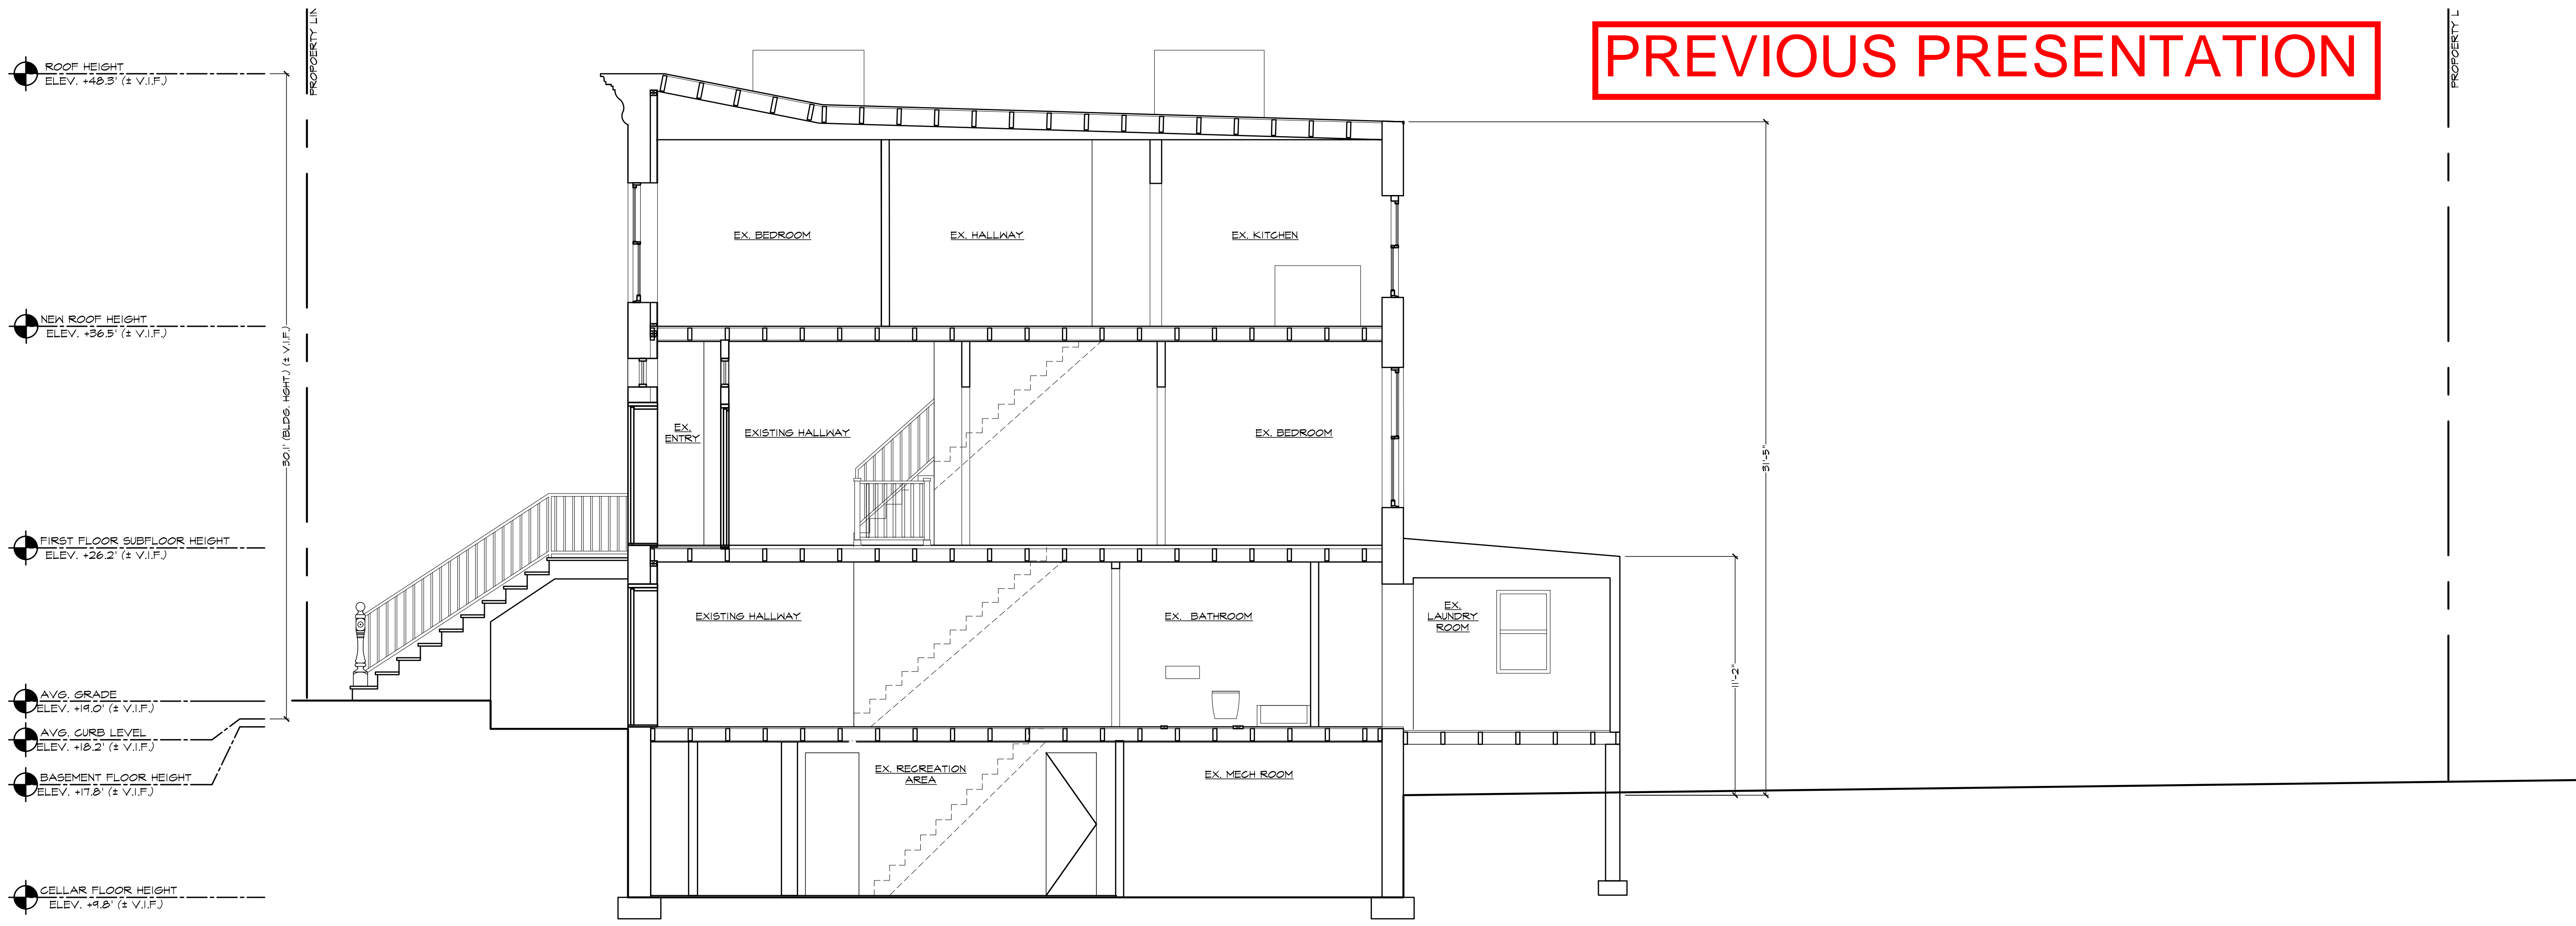 PREVIOUS PRESENTATION
PROPOERTY LIN
PROPOERTY L
ROOF HEIGHT
ELEV. +48.3' (± V.I.F.)
NEW ROOF HEIGHT
ELEV. +36.5' (± V.I.F.)
30.1' (BLDG. HGHT.) (± V.I.F.)
FIRST FLOOR SUBFLOOR HEIGHT
ELEV. +26.2' (± V.I.F.)
AVG. GRADE
ELEV. +19.0' (± V.I.F.)
AVG. CURB LEVEL
ELEV. +18.2' (± V.I.F.)
BASEMENT FLOOR HEIGHT
ELEV. +17.8' (± V.I.F.)
CELLAR FLOOR HEIGHT
ELEV. +9.8' (± V.I.F.)
EX. BEDROOM
EX. HALLWAY
EX. KITCHEN
EX.
ENTRY
EXISTING HALLWAY
EX. BEDROOM
EXISTING HALLWAY
EX. BATHROOM
EX.
LAUNDRY
ROOM
EX. RECREATION
AREA
EX. MECH ROOM
31'-5"
11'-2"